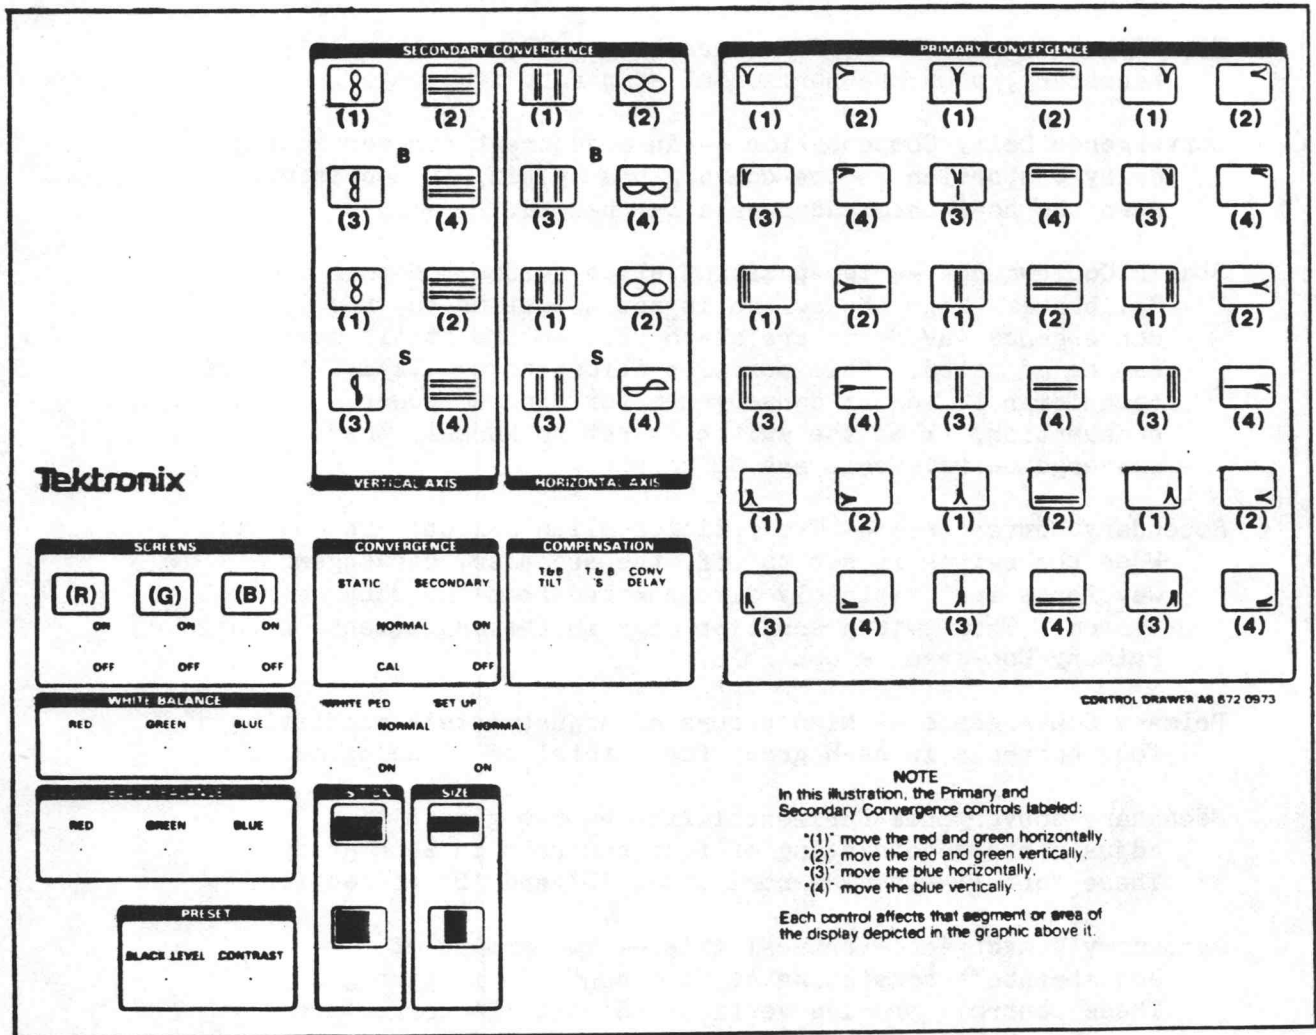 SECONDARY CONVERGENCE
(1) (2) (1) (2)
B B
(3) (4) (3) (4)
(1) (2) (1) (2)
S S
(3) (4) (3) (4)
VERTICAL AXIS HORIZONTAL AXIS
PRIMARY CONVERGENCE
(1) (2) (1) (2) (1) (2)
(3) (4) (3) (4) (3) (4)
(1) (2) (1) (2) (1) (2)
(3) (4) (3) (4) (3) (4)
(1) (2) (1) (2) (1) (2)
(3) (4) (3) (4) (3) (4)
CONTROL DRAWER AB 672 0973
Tektronix
SCREENS
(R) (G) (B)
ON ON ON
OFF OFF OFF
CONVERGENCE
STATIC SECONDARY
NORMAL ON
CAL OFF
COMPENSATION
TILT CONV
'S DELAY
WHITE BALANCE
RED GREEN BLUE
WHITE PED SET UP
NORMAL NORMAL
ON ON
RED GREEN BLUE
SIZE
PRESET
BLACK LEVEL CONTRAST
NOTE
In this illustration, the Primary and
Secondary Convergence controls labeled:
"(1)" move the red and green horizontally.
"(2)" move the red and green vertically.
"(3)" move the blue horizontally.
"(4)" move the blue vertically.
Each control affects that segment or area of
the display depicted in the graphic above it.